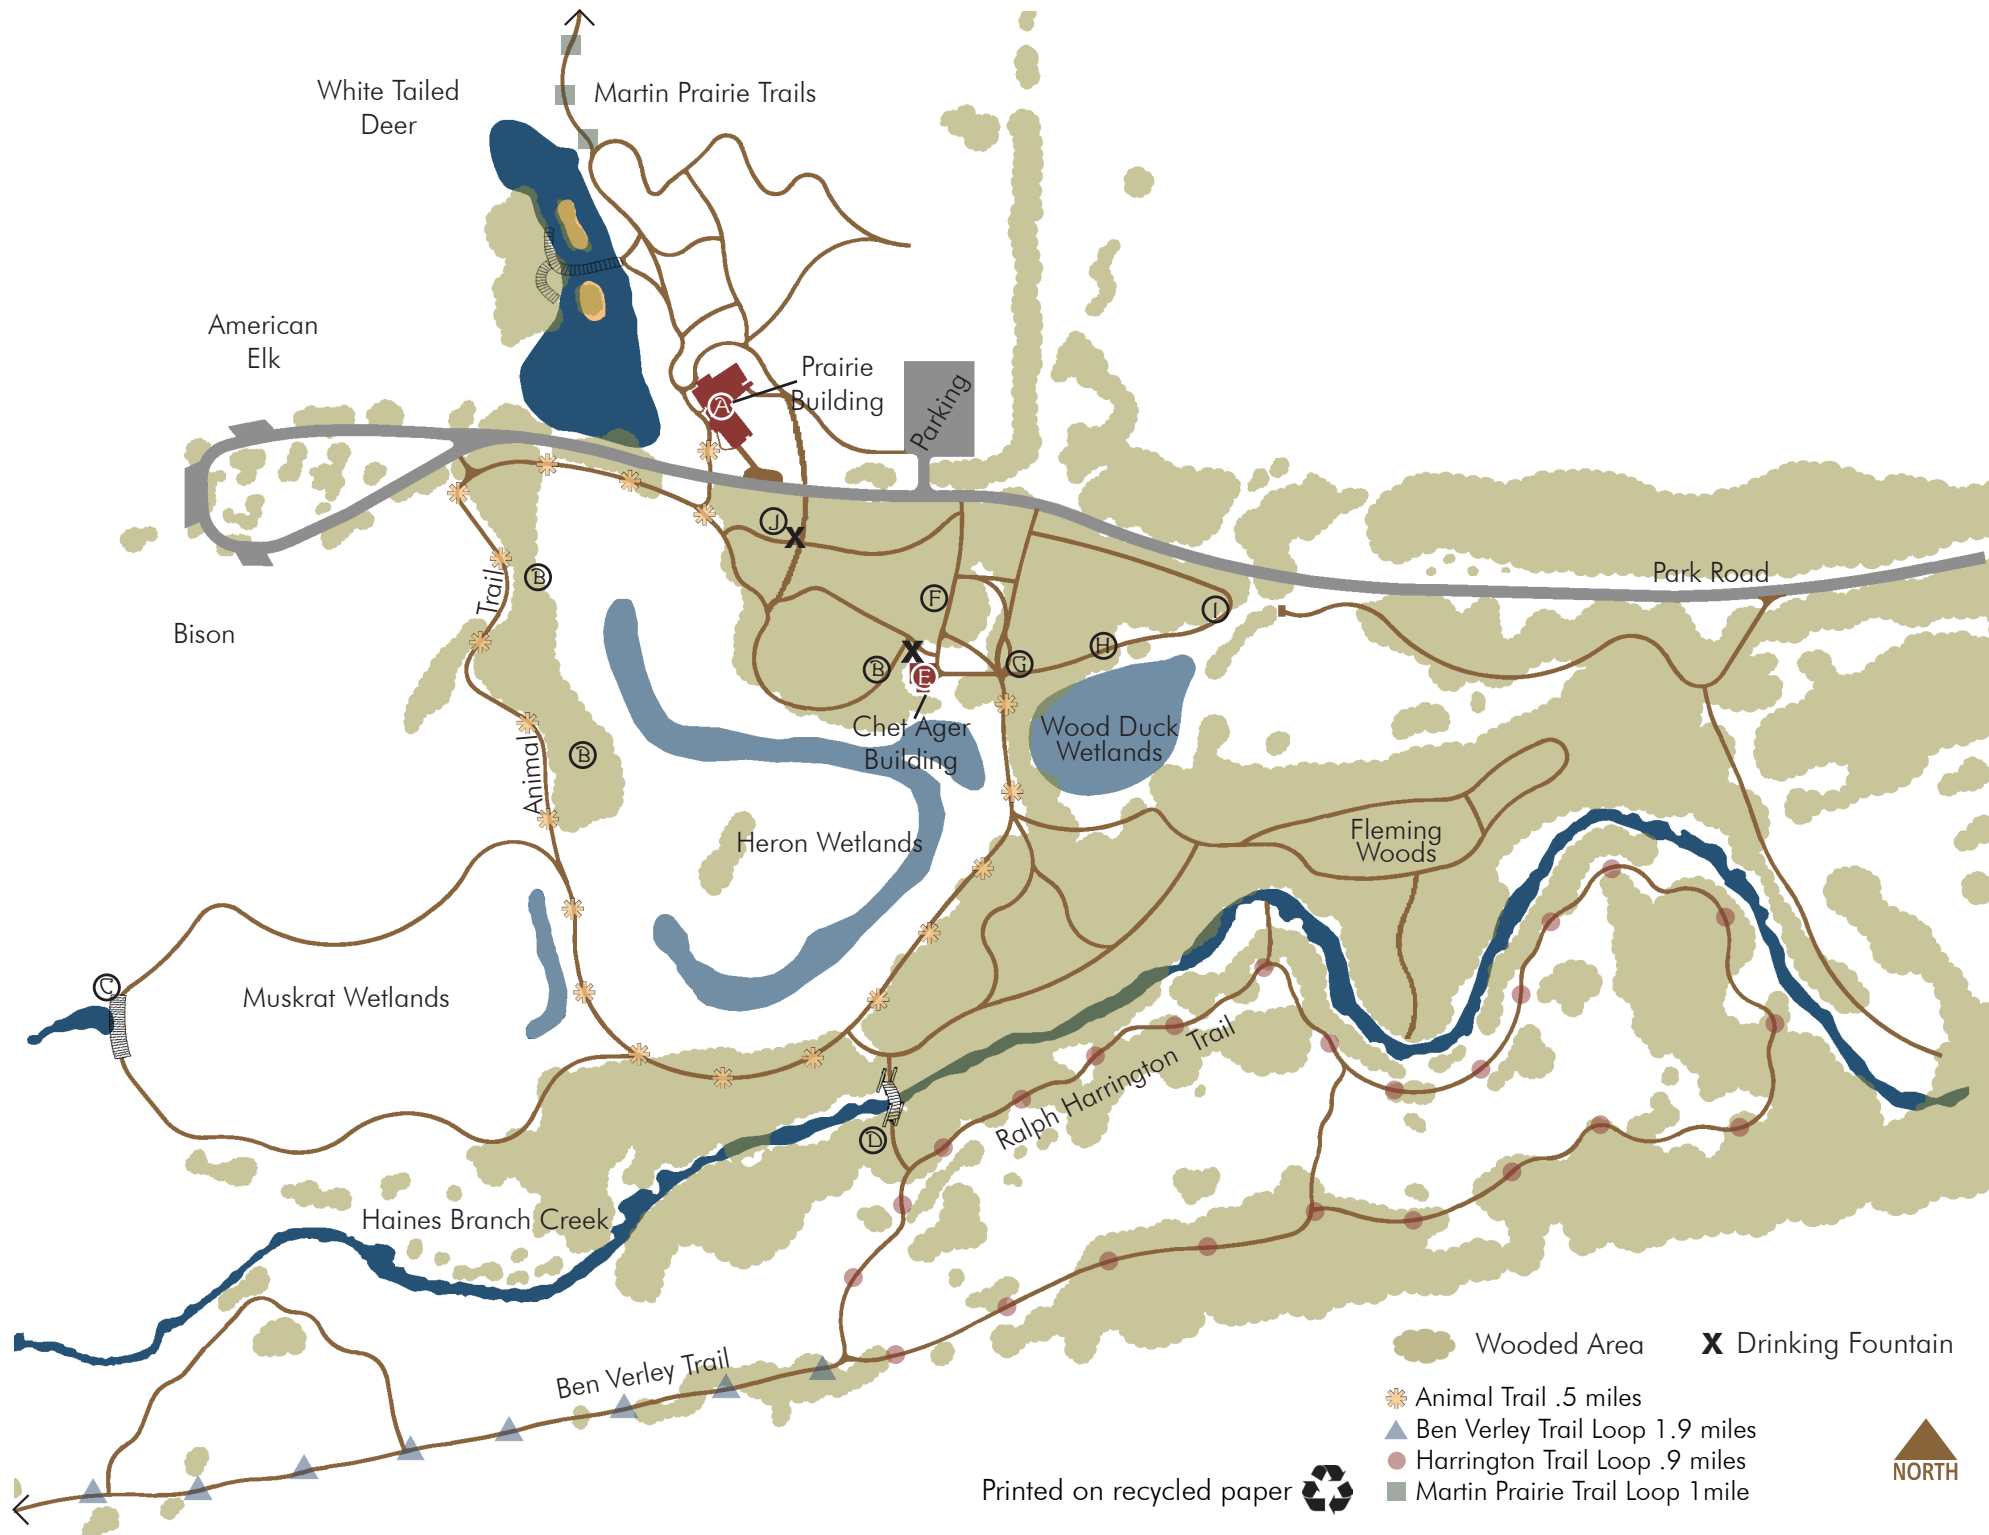 White Tailed
Deer
Martin Prairie Trails
American
Elk
Prairie
Building
A
Parking
J
X
Park Road
B
Trail
F
I
Bison
H
X
G
B
E
Chet Ager
Building
Wood Duck
Wetlands
B
Animal
Heron Wetlands
Fleming
Woods
C
Muskrat Wetlands
Ralph Harrington Trail
D
Haines Branch Creek
Ben Verley Trail
Wooded Area
X Drinking Fountain
Animal Trail .5 miles
Ben Verley Trail Loop 1.9 miles
Harrington Trail Loop .9 miles
Martin Prairie Trail Loop 1mile
NORTH
Printed on recycled paper